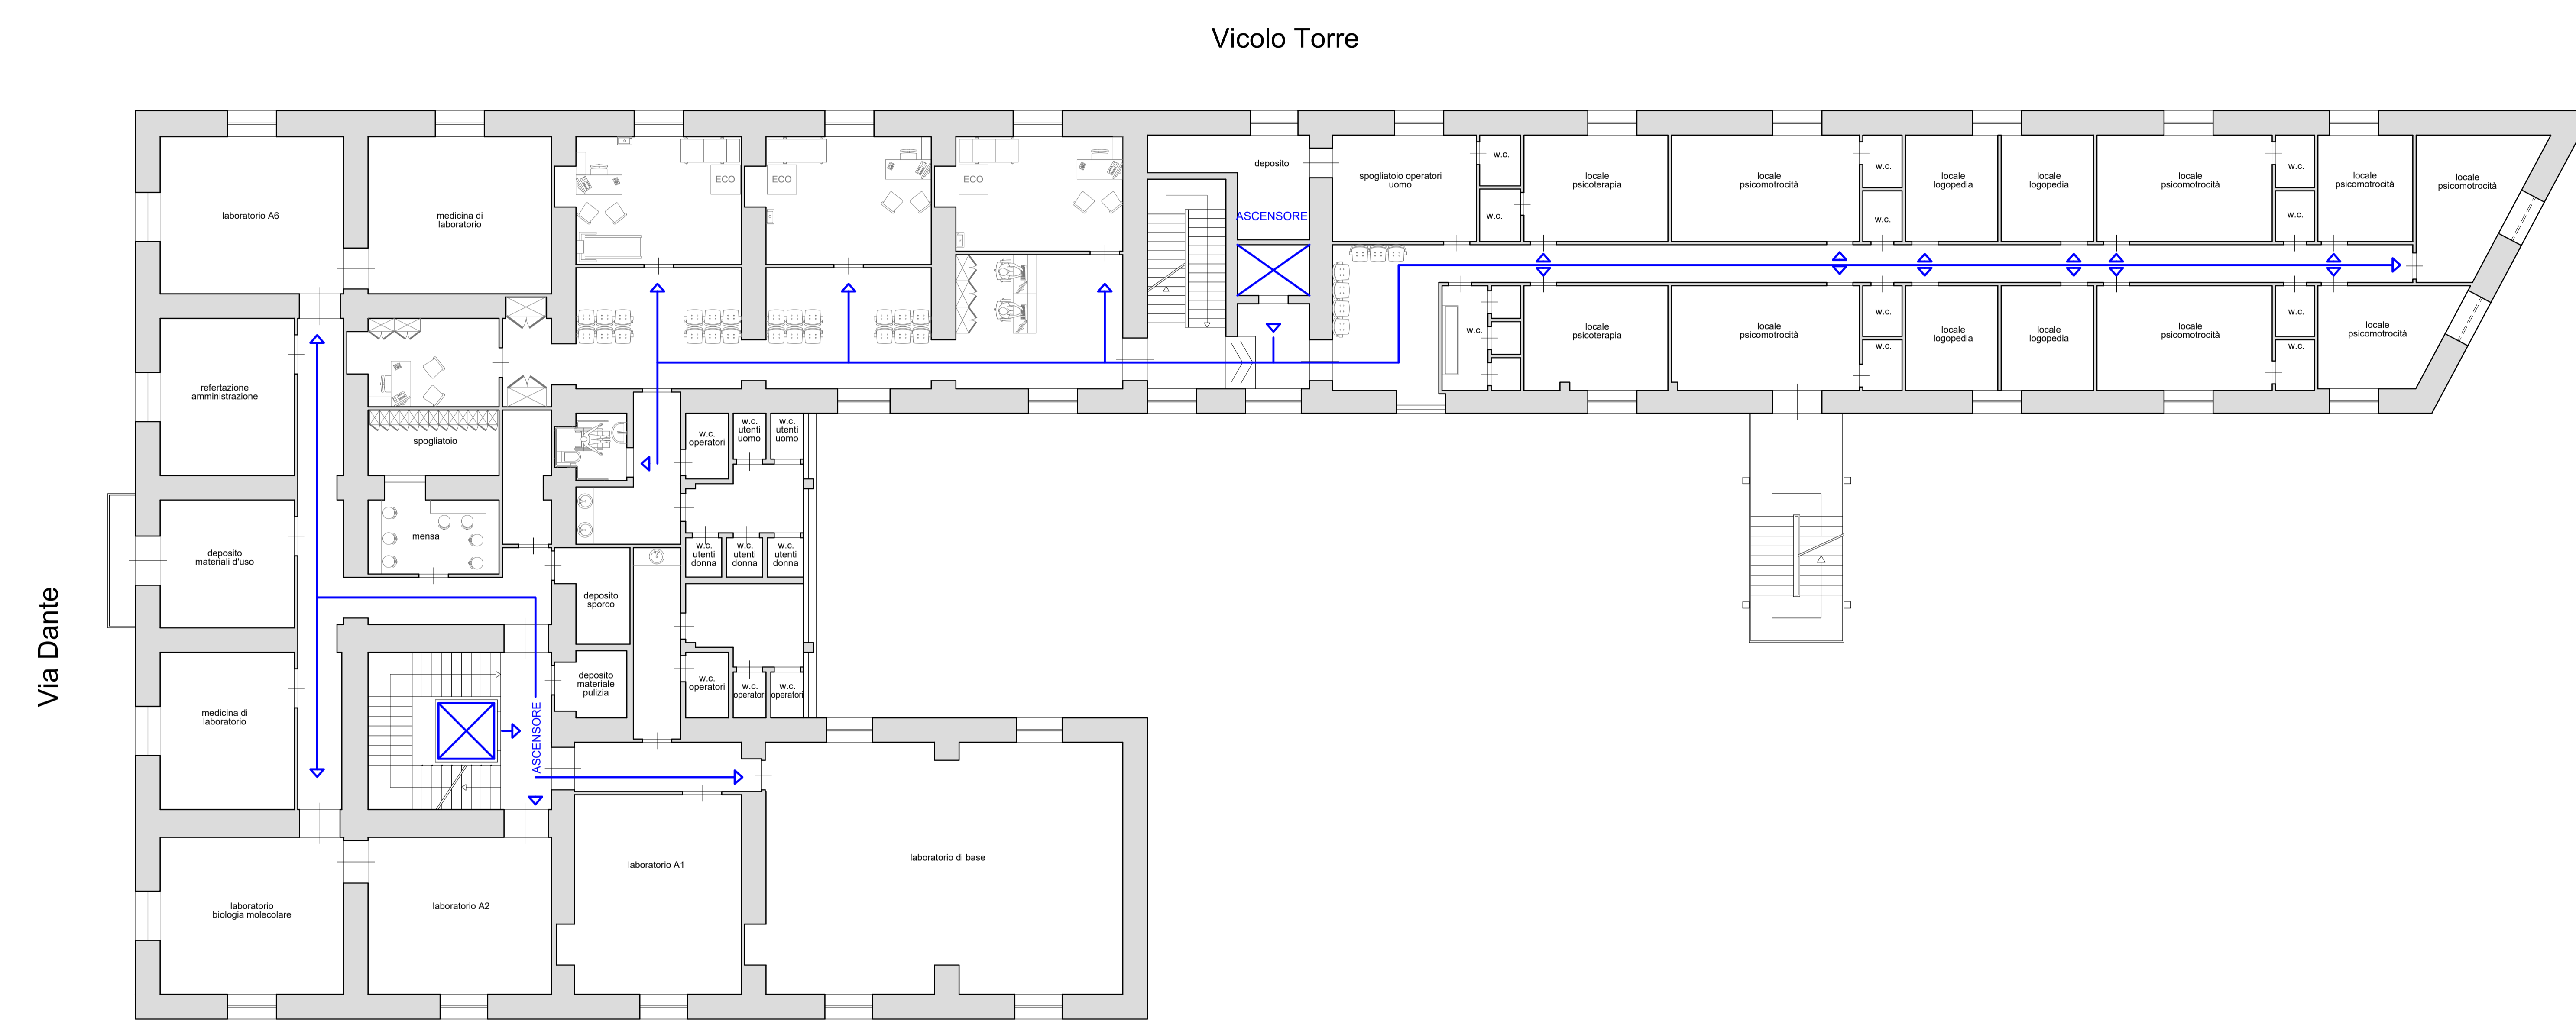 Vicolo Torre
laboratorio A6
medicina di
laboratorio
ECO
ECO
ECO
deposito
ASCENSORE
spogliatoio operatori
uomo
w.c.
w.c.
locale
psicoterapia
locale
psicomotrocità
w.c.
w.c.
locale
logopedia
locale
logopedia
locale
psicomotrocità
w.c.
w.c.
locale
psicomotrocità
locale
psicomotrocità
w.c.
locale
psicoterapia
locale
psicomotrocità
w.c.
w.c.
locale
logopedia
locale
logopedia
locale
psicomotrocità
w.c.
w.c.
locale
psicomotrocità
refertazione
amministrazione
spogliatoio
w.c.
operatori
w.c.
utenti
uomo
w.c.
utenti
uomo
mensa
deposito
materiali d'uso
w.c.
utenti
donna
w.c.
utenti
donna
w.c.
utenti
donna
deposito
sporco
Via Dante
deposito
materiale
pulizia
w.c.
operatori
w.c.
operatori
w.c.
operatori
medicina di
laboratorio
ASCENSORE
laboratorio A1
laboratorio di base
laboratorio
biologia molecolare
laboratorio A2